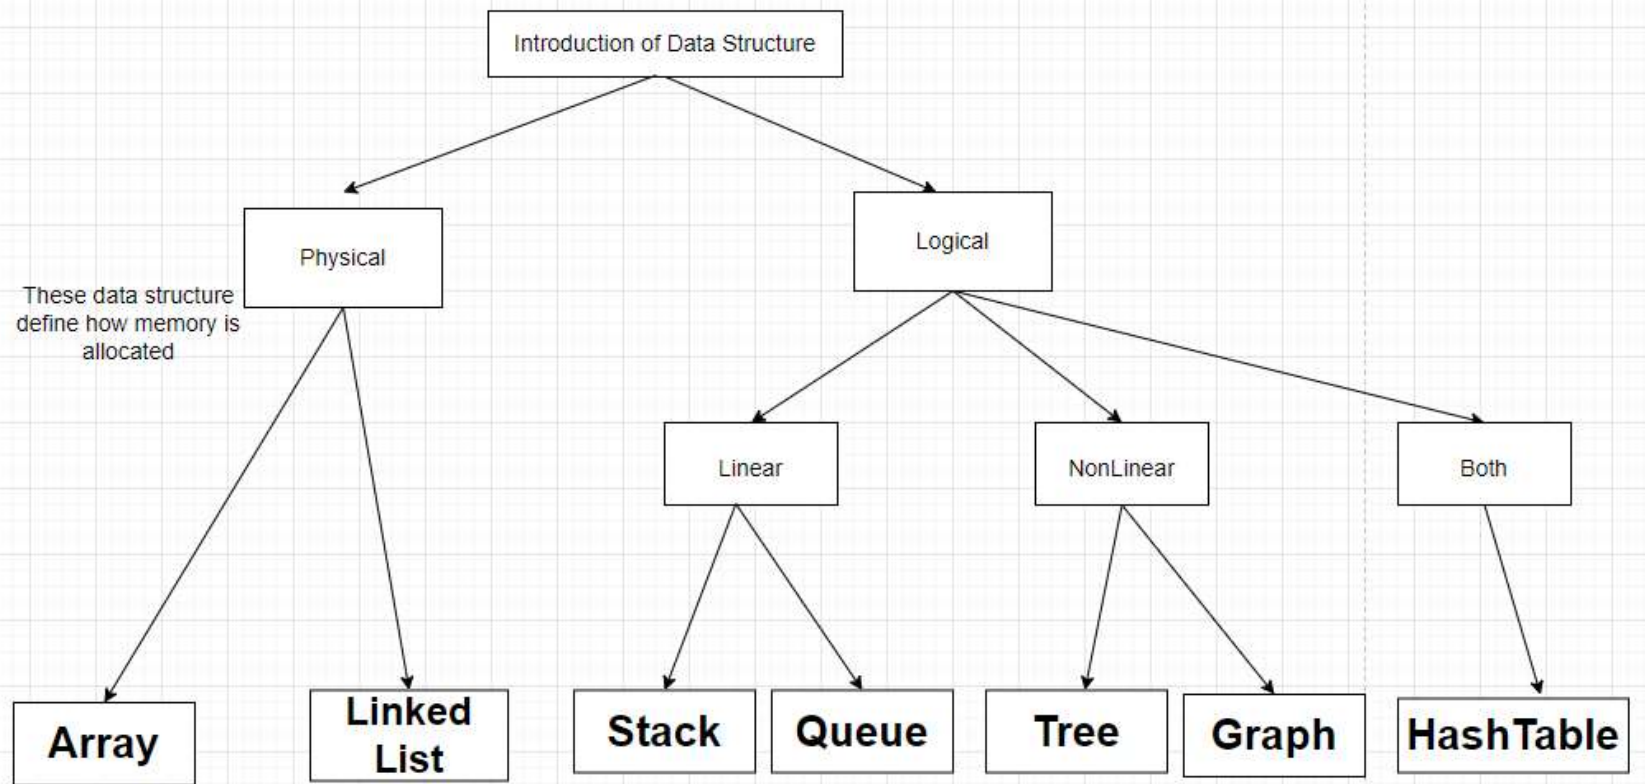 Introduction of Data Structure
Physical
Logical
These data structure
define how memory is
allocated
Linear
NonLinear
Both
Array
Linked
List
Stack
Queue
Tree
Graph
HashTable